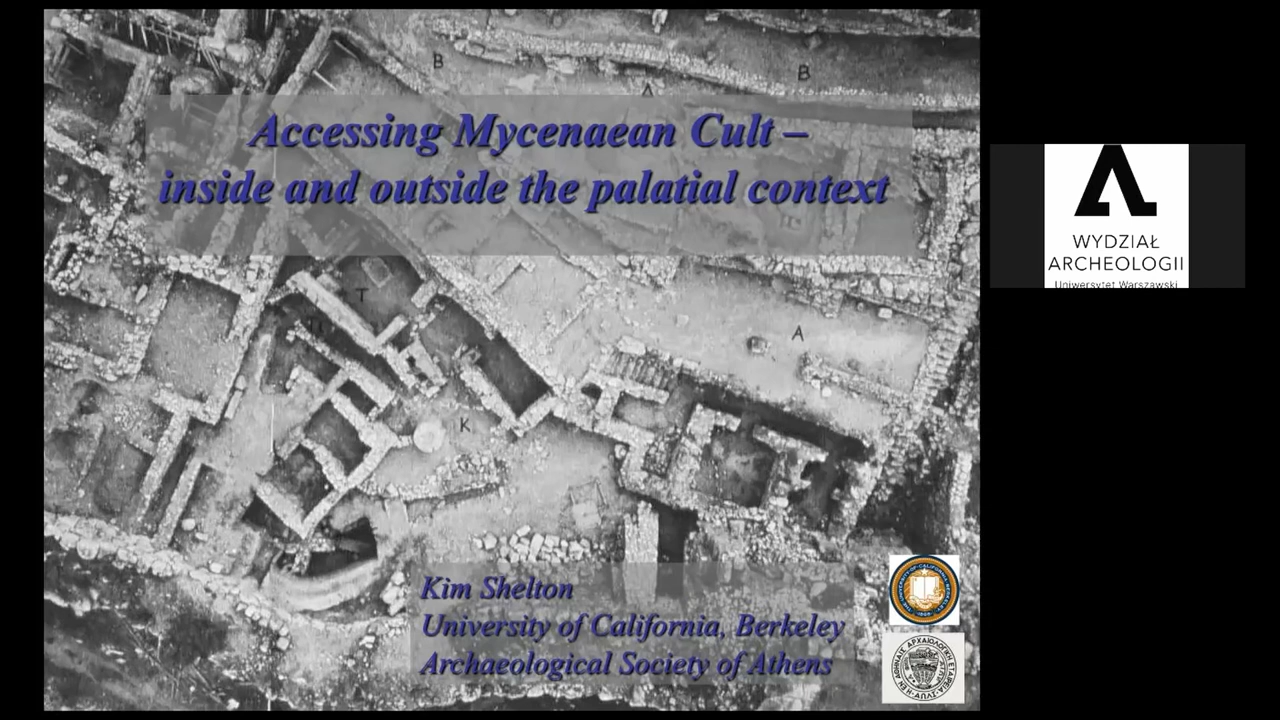 B
B
A
Accessing Mycenaean Cult –
inside and outside the palatial context
T
A
K
Kim Shelton
University of California, Berkeley
Archaeological Society of Athens
WYDZIAŁ
ARCHEOLOGII
Uniwersytet Warszawski